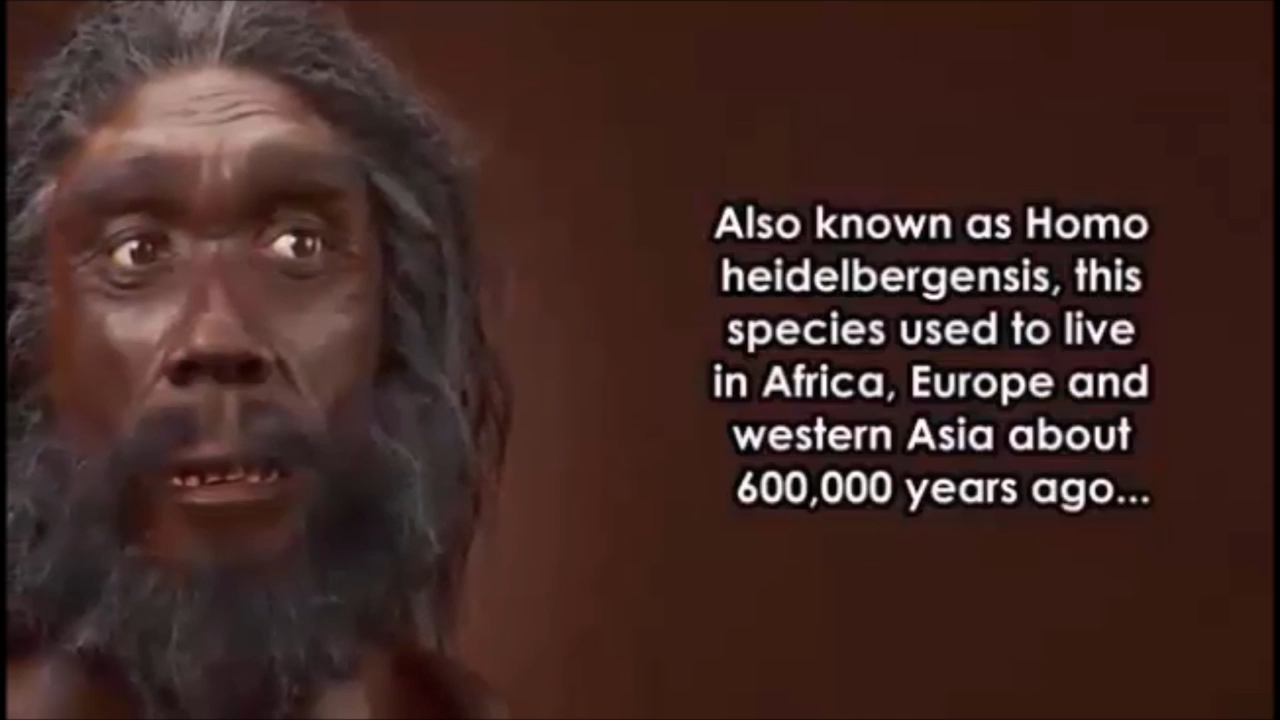 Also known as Homo
heidelbergensis, this
species used to live
in Africa, Europe and
western Asia about
600,000 years ago...